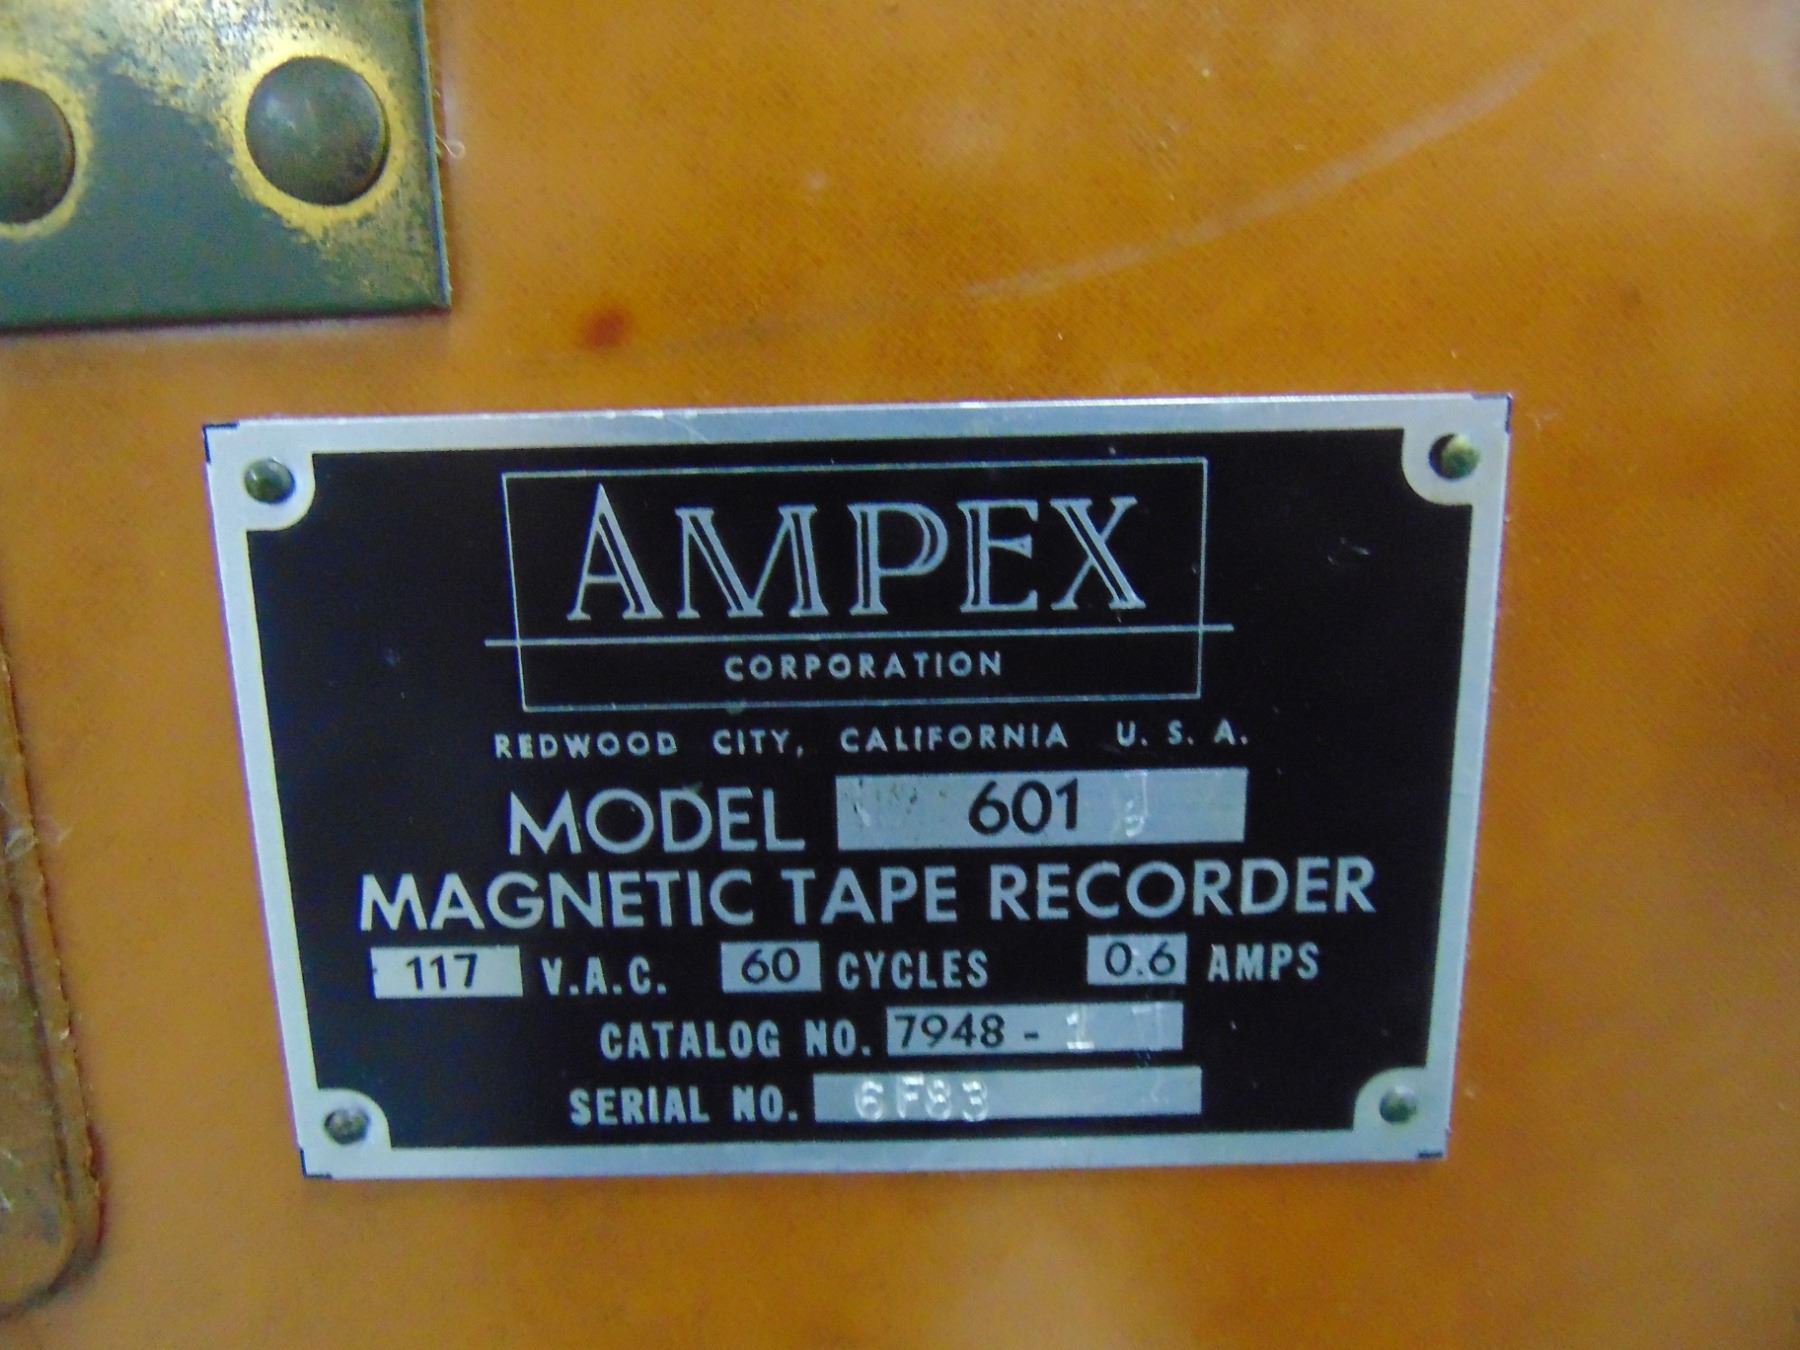 AMPEX
CORPORATION
REDWOOD CITY, CALIFORNIA U. S. A.
MODEL 601
MAGNETIC TAPE RECORDER
117 V.A.C. 60 CYCLES 0.6 AMPS
CATALOG NO. 7948 - 1
SERIAL NO. 6F83